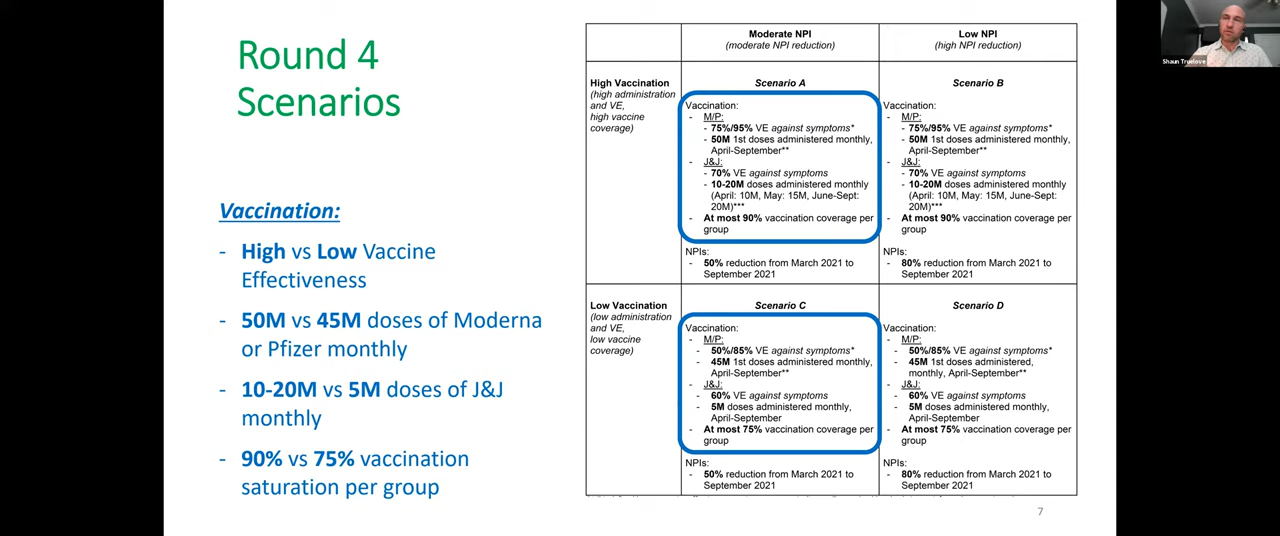 Round 4
Scenarios
Vaccination:
- High vs Low Vaccine
Effectiveness
- 50M vs 45M doses of Moderna
or Pfizer monthly
- 10-20M vs 5M doses of J&J
monthly
- 90% vs 75% vaccination
saturation per group
Moderate NPI
(moderate NPI reduction)
Low NPI
(high NPI reduction)
High Vaccination
(high administration
and VE,
high vaccine
coverage)
Scenario A
Vaccination:
- M/P:
- 75%/95% VE against symptoms*
- 50M 1st doses administered monthly,
April-September**
- J&J:
- 70% VE against symptoms
- 10-20M doses administered monthly
(April: 10M, May: 15M, June-Sept:
20M)***
- At most 90% vaccination coverage per
group
NPIs:
- 50% reduction from March 2021 to
September 2021
Scenario B
Vaccination:
- M/P:
- 75%/95% VE against symptoms*
- 50M 1st doses administered monthly,
April-September**
- J&J:
- 70% VE against symptoms
- 10-20M doses administered monthly
(April: 10M, May: 15M, June-Sept:
20M)***
- At most 90% vaccination coverage per
group
NPIs:
- 80% reduction from March 2021 to
September 2021
Low Vaccination
(low administration
and VE,
low vaccine
coverage)
Scenario C
Vaccination:
- M/P:
- 50%/85% VE against symptoms*
- 45M 1st doses administered monthly,
April-September**
- J&J:
- 60% VE against symptoms
- 5M doses administered monthly,
April-September
- At most 75% vaccination coverage per
group
NPIs:
- 50% reduction from March 2021 to
September 2021
Scenario D
Vaccination:
- M/P:
- 50%/85% VE against symptoms*
- 45M 1st doses administered,
monthly, April-September**
- J&J:
- 60% VE against symptoms
- 5M doses administered monthly,
April-September
- At most 75% vaccination coverage per
group
NPIs:
- 80% reduction from March 2021 to
September 2021
7
Shaun Truelove